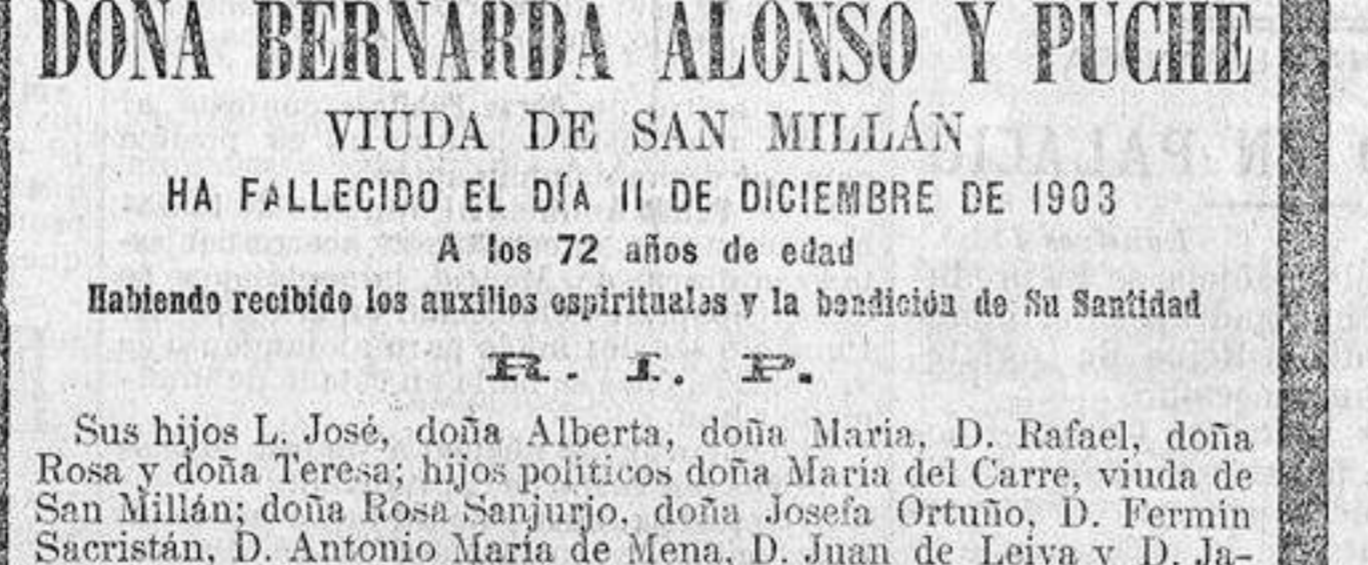 DOÑA BERNARDA ALONSO Y PUCHE
VIUDA DE SAN MILLÁN
HA FALLECIDO EL DÍA 11 DE DICIEMBRE DE 1903
A los 72 años de edad
Habiendo recibido los auxilios espirituales y la bendición de Su Santidad
R. I. P.
Sus hijos L. José, doña Alberta, doña Maria, D. Rafael, doña
Rosa y doña Teresa; hijos políticos doña María del Carre, viuda de
San Millán; doña Rosa Sanjurjo, doña Josefa Ortuño, D. Fermín
Sacristán, D. Antonio María de Mena, D. Juan de Leiva y D. Ja-